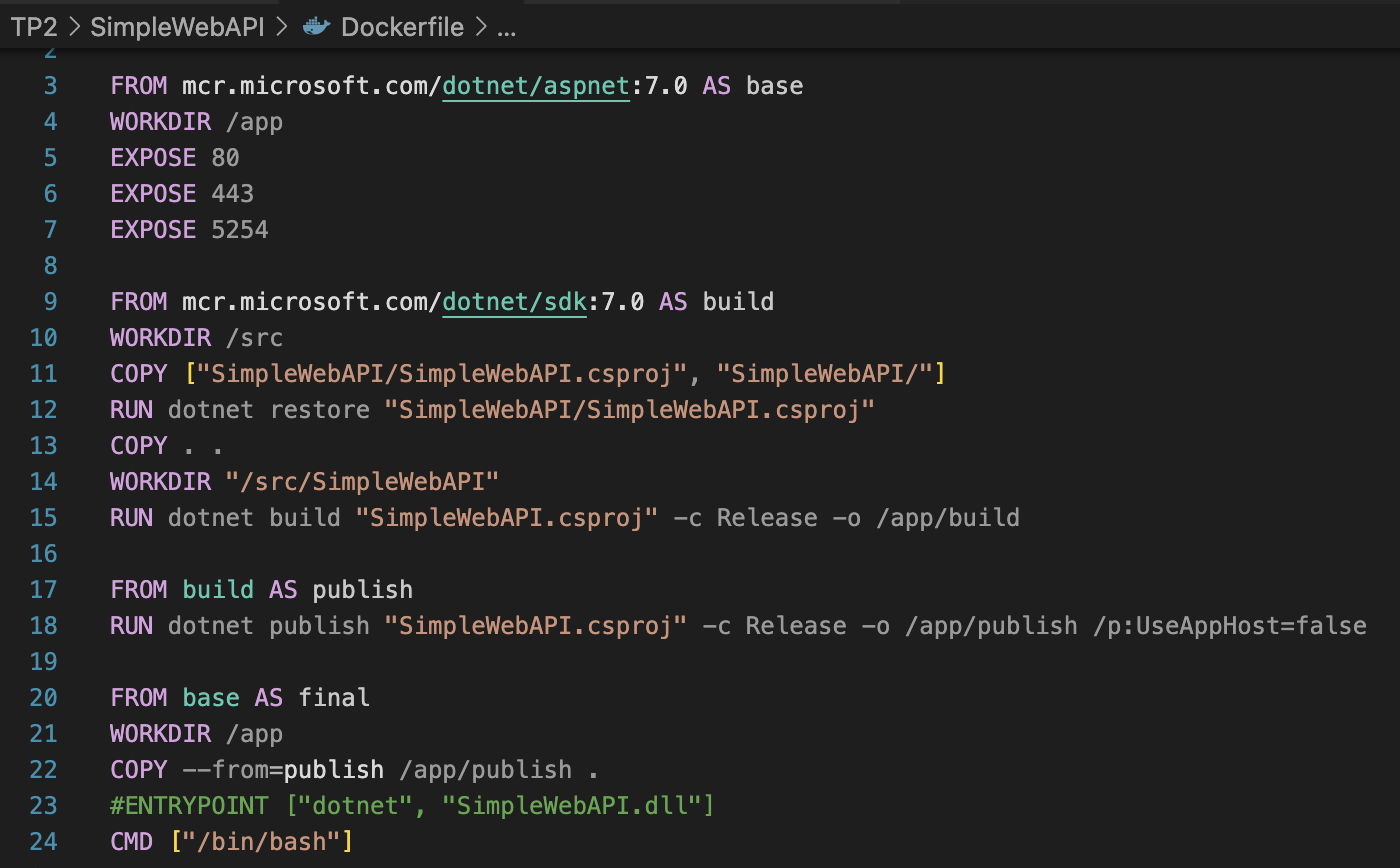 TP2 > SimpleWebAPI > Dockerfile > ...
2
3 FROM mcr.microsoft.com/dotnet/aspnet:7.0 AS base
4 WORKDIR /app
5 EXPOSE 80
6 EXPOSE 443
7 EXPOSE 5254
8
9 FROM mcr.microsoft.com/dotnet/sdk:7.0 AS build
10 WORKDIR /src
11 COPY ["SimpleWebAPI/SimpleWebAPI.csproj", "SimpleWebAPI/"]
12 RUN dotnet restore "SimpleWebAPI/SimpleWebAPI.csproj"
13 COPY . .
14 WORKDIR "/src/SimpleWebAPI"
15 RUN dotnet build "SimpleWebAPI.csproj" -c Release -o /app/build
16
17 FROM build AS publish
18 RUN dotnet publish "SimpleWebAPI.csproj" -c Release -o /app/publish /p:UseAppHost=false
19
20 FROM base AS final
21 WORKDIR /app
22 COPY --from=publish /app/publish .
23 #ENTRYPOINT ["dotnet", "SimpleWebAPI.dll"]
24 CMD ["/bin/bash"]